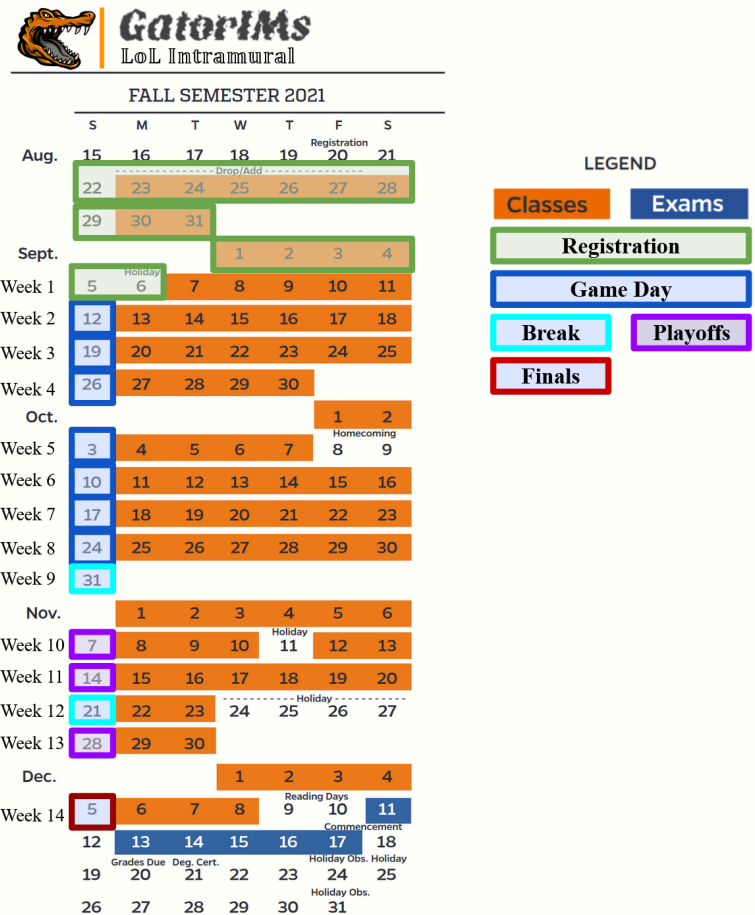 GatorIMs
LoL Intramural
FALL SEMESTER 2021
S M T W T F S
Registration
Aug. 15 16 17 18 19 20 21
Drop/Add
22 23 24 25 26 27 28
29 30 31
Sept. 1 2 3 4
Holiday
Week 1 5 6 7 8 9 10 11
Week 2 12 13 14 15 16 17 18
Week 3 19 20 21 22 23 24 25
Week 4 26 27 28 29 30
Oct. 1 2
Homecoming
Week 5 3 4 5 6 7 8 9
Week 6 10 11 12 13 14 15 16
Week 7 17 18 19 20 21 22 23
Week 8 24 25 26 27 28 29 30
Week 9 31
Nov. 1 2 3 4 5 6
Holiday
Week 10 7 8 9 10 11 12 13
Week 11 14 15 16 17 18 19 20
Holiday
Week 12 21 22 23 24 25 26 27
Week 13 28 29 30
Dec. 1 2 3 4
Reading Days
Week 14 5 6 7 8 9 10 11
Commencement
12 13 14 15 16 17 18
Grades Due Deg. Cert. Holiday Obs. Holiday
19 20 21 22 23 24 25
Holiday Obs.
26 27 28 29 30 31
LEGEND
Classes Exams
Registration
Game Day
Break Playoffs
Finals